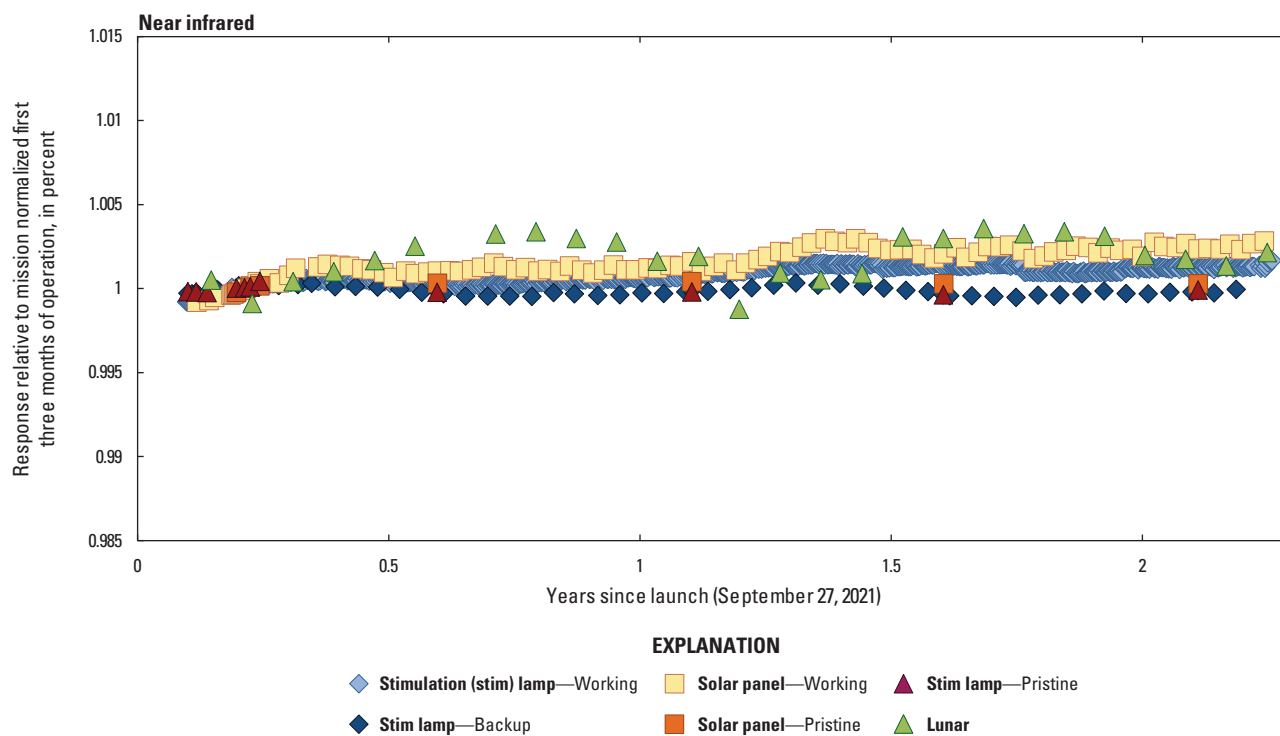 Near infrared
1.015
1.01
1.005
1
0.995
0.99
0.985
Response relative to mission normalized first
three months of operation, in percent
0
0.5
1
1.5
2
Years since launch (September 27, 2021)
EXPLANATION
Stimulation (stim) lamp—Working
Solar panel—Working
Stim lamp—Pristine
Stim lamp—Backup
Solar panel—Pristine
Lunar